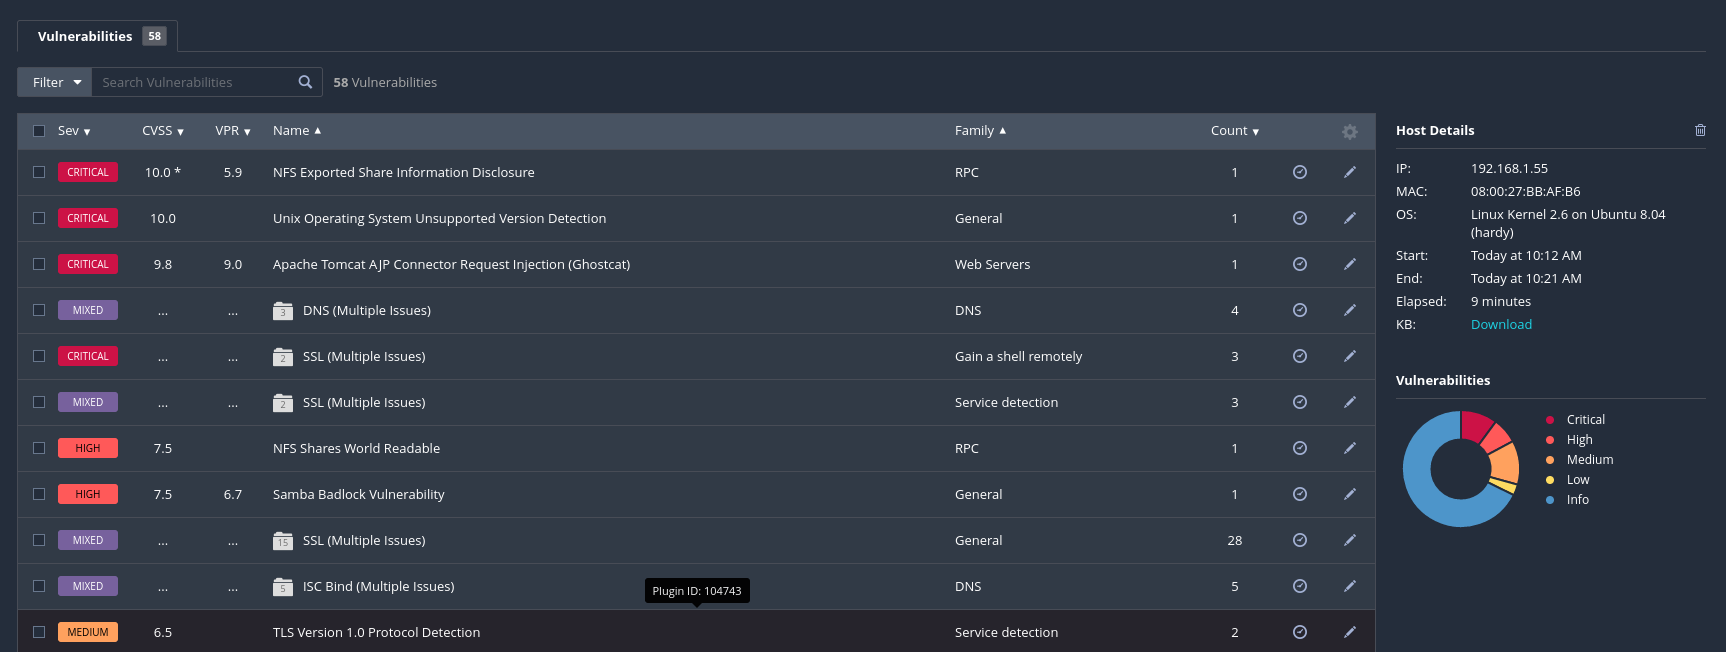 Vulnerabilities 58
Filter Search Vulnerabilities 58 Vulnerabilities
Sev CVSS VPR Name Family Count
CRITICAL 10.0 * 5.9 NFS Exported Share Information Disclosure RPC 1
CRITICAL 10.0 Unix Operating System Unsupported Version Detection General 1
CRITICAL 9.8 9.0 Apache Tomcat AJP Connector Request Injection (Ghostcat) Web Servers 1
MIXED ... ... 3 DNS (Multiple Issues) DNS 4
CRITICAL ... ... 2 SSL (Multiple Issues) Gain a shell remotely 3
MIXED ... ... 2 SSL (Multiple Issues) Service detection 3
HIGH 7.5 NFS Shares World Readable RPC 1
HIGH 7.5 6.7 Samba Badlock Vulnerability General 1
MIXED ... ... 15 SSL (Multiple Issues) General 28
MIXED ... ... 5 ISC Bind (Multiple Issues) DNS 5
Plugin ID: 104743
MEDIUM 6.5 TLS Version 1.0 Protocol Detection Service detection 2
Host Details
IP: 192.168.1.55
MAC: 08:00:27:BB:AF:B6
OS: Linux Kernel 2.6 on Ubuntu 8.04
(hardy)
Start: Today at 10:12 AM
End: Today at 10:21 AM
Elapsed: 9 minutes
KB: Download
Vulnerabilities
Critical
High
Medium
Low
Info